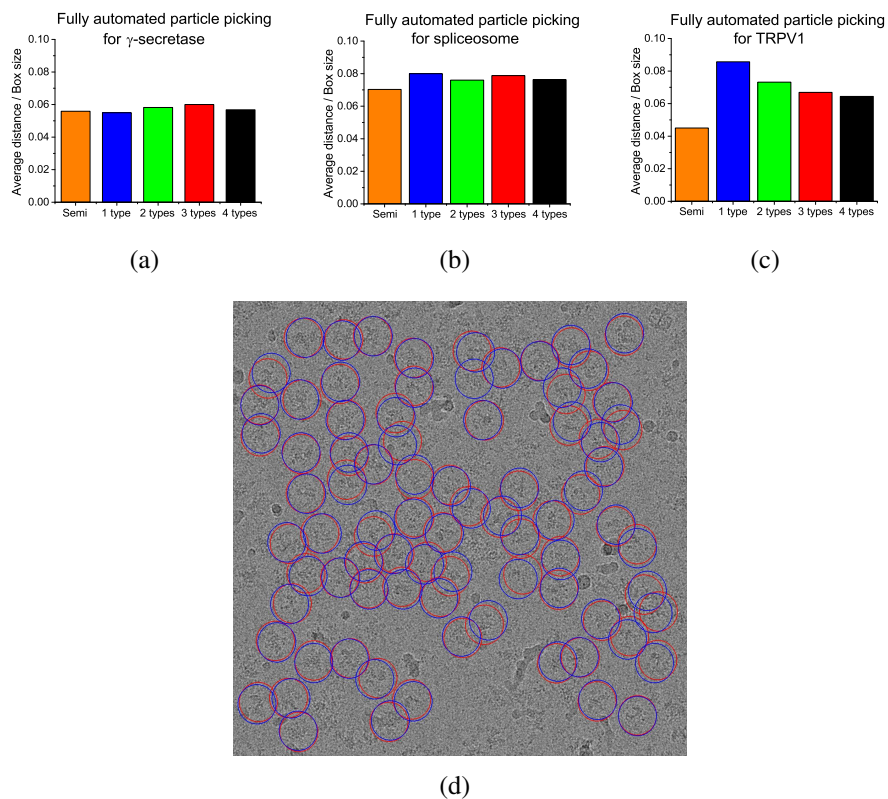 Fully automated particle picking
for γ-secretase
Average distance / Box size
0.10
0.08
0.06
0.04
0.02
0.00
Semi 1 type 2 types 3 types 4 types
(a)
Fully automated particle picking
for spliceosome
Average distance / Box size
0.10
0.08
0.06
0.04
0.02
0.00
Semi 1 type 2 types 3 types 4 types
(b)
Fully automated particle picking
for TRPV1
Average distance / Box size
0.10
0.08
0.06
0.04
0.02
0.00
Semi 1 type 2 types 3 types 4 types
(c)
(d)